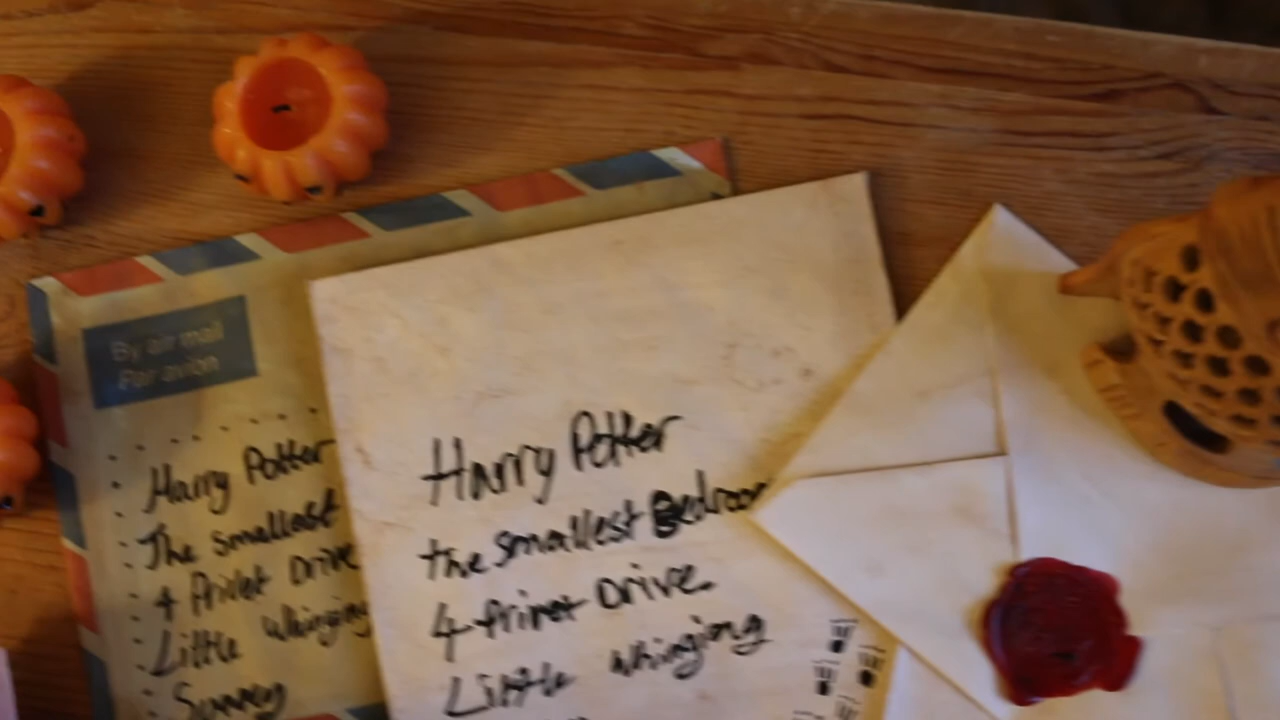 By air mail
Par avion
Harry Potter
The smallest
4 Privet Drive
Little Whinging
Surrey
Harry Potter
the smallest Bedroom
4 Privet Drive
Little whinging